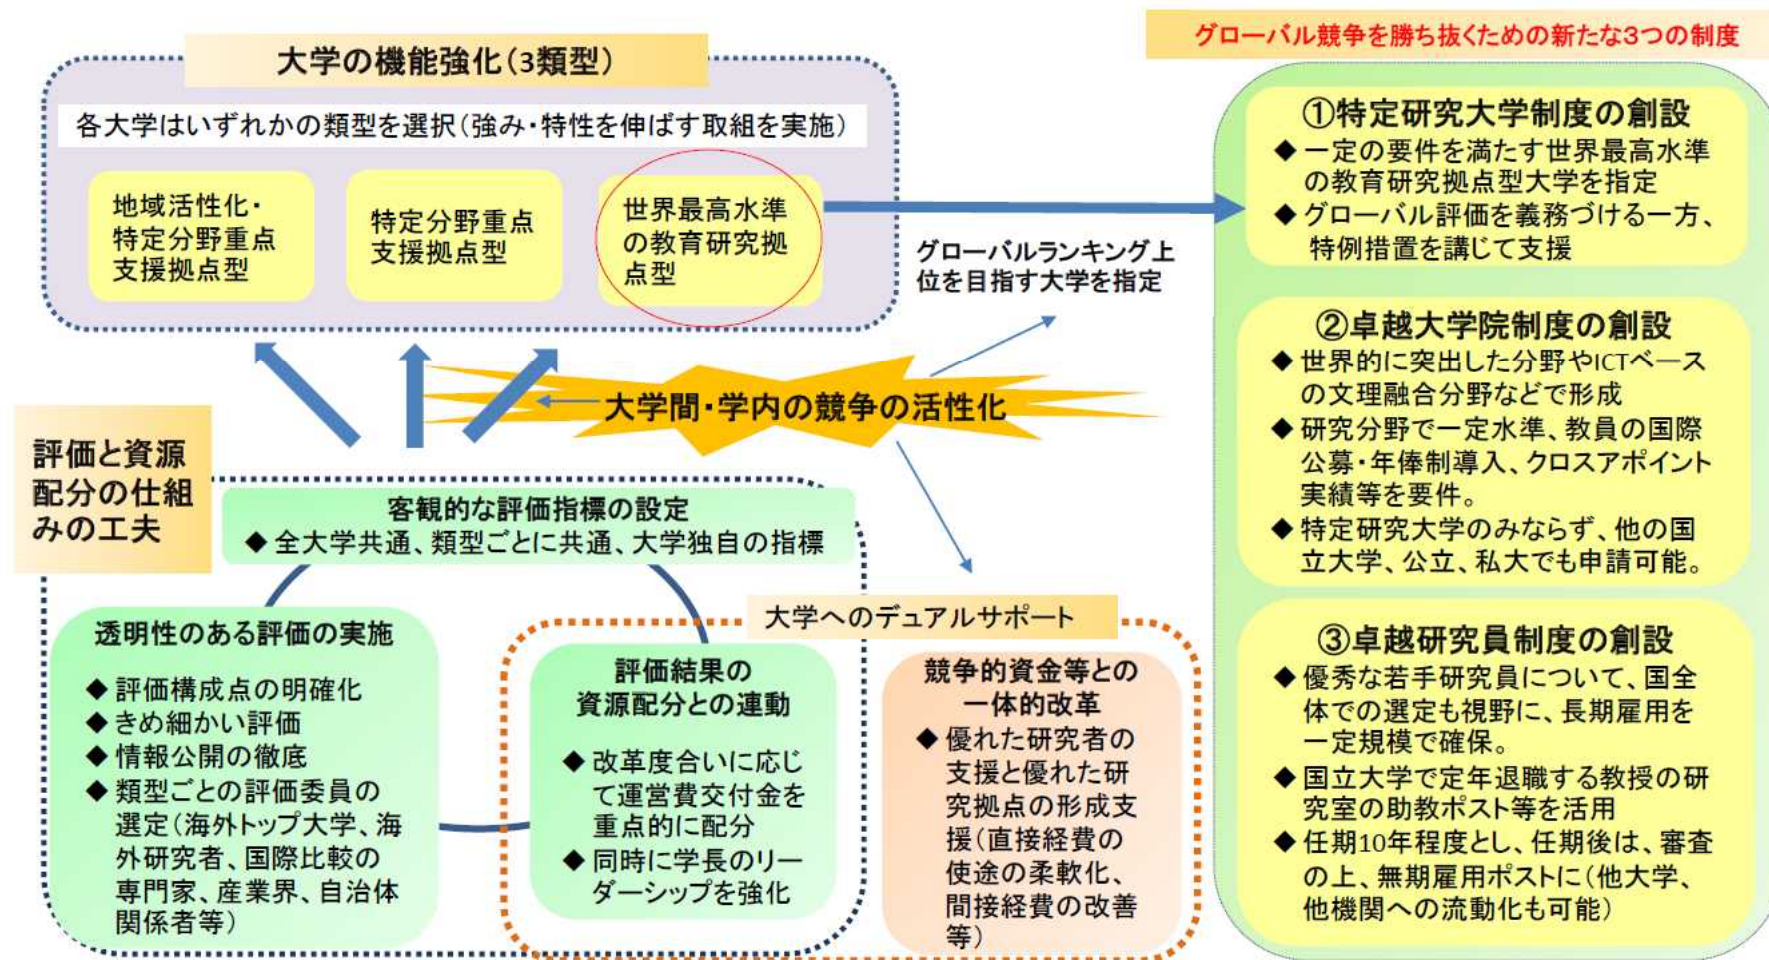 大学の機能強化(3類型)
各大学はいずれかの類型を選択(強み・特性を伸ばす取組を実施)
地域活性化・
特定分野重点
支援拠点型
特定分野重点
支援拠点型
世界最高水準
の教育研究拠
点型
グローバルランキング上
位を目指す大学を指定
大学間・学内の競争の活性化
評価と資源
配分の仕組
みの工夫
客観的な評価指標の設定
◆ 全大学共通、類型ごとに共通、大学独自の指標
透明性のある評価の実施
◆ 評価構成点の明確化
◆ きめ細かい評価
◆ 情報公開の徹底
◆ 類型ごとの評価委員の
選定(海外トップ大学、海
外研究者、国際比較の
専門家、産業界、自治体
関係者等)
大学へのデュアルサポート
評価結果の
資源配分との連動
◆ 改革度合いに応じ
て運営費交付金を
重点的に配分
◆ 同時に学長のリー
ダーシップを強化
競争的資金等との
一体的改革
◆ 優れた研究者の
支援と優れた研
究拠点の形成支
援(直接経費の
使途の柔軟化、
間接経費の改善
等)
グローバル競争を勝ち抜くための新たな3つの制度
①特定研究大学制度の創設
◆ 一定の要件を満たす世界最高水準
の教育研究拠点型大学を指定
◆ グローバル評価を義務づける一方、
特例措置を講じて支援
②卓越大学院制度の創設
◆ 世界的に突出した分野やICTベース
の文理融合分野などで形成
◆ 研究分野で一定水準、教員の国際
公募・年俸制導入、クロスアポイント
実績等を要件。
◆ 特定研究大学のみならず、他の国
立大学、公立、私大でも申請可能。
③卓越研究員制度の創設
◆ 優秀な若手研究員について、国全
体での選定も視野に、長期雇用を
一定規模で確保。
◆ 国立大学で定年退職する教授の研
究室の助教ポスト等を活用
◆ 任期10年程度とし、任期後は、審査
の上、無期雇用ポストに(他大学、
他機関への流動化も可能)